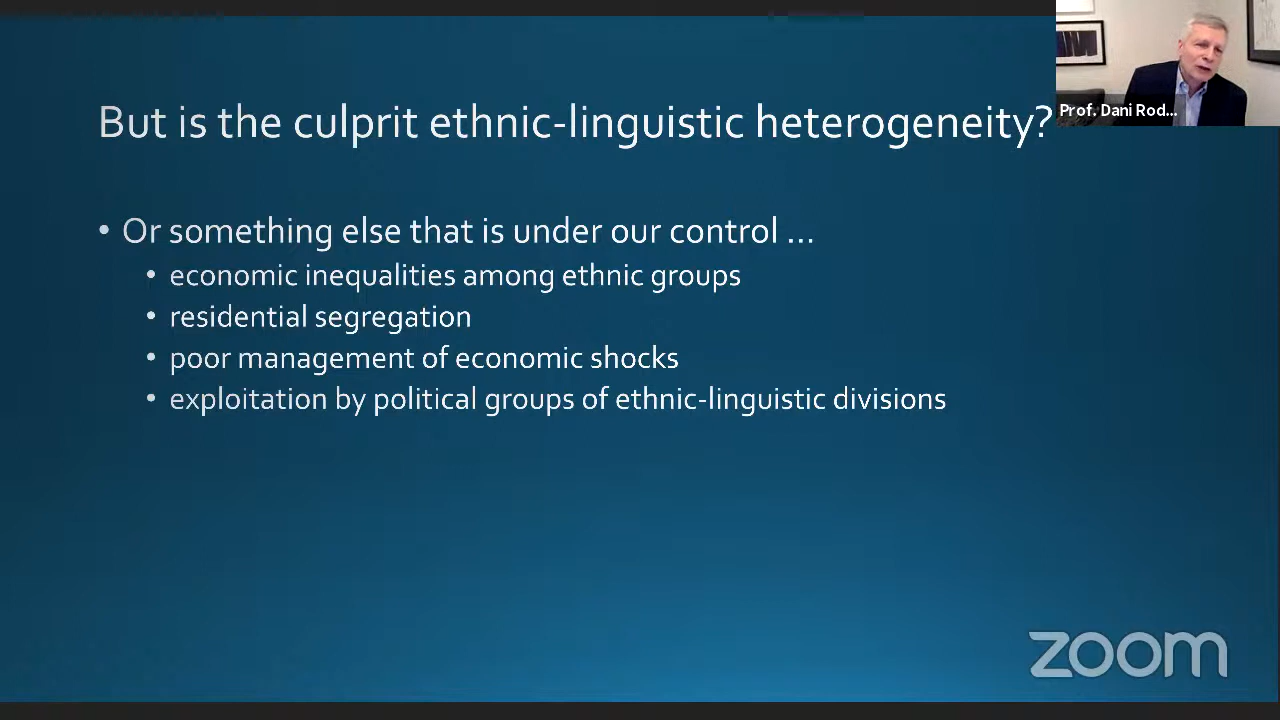 But is the culprit ethnic-linguistic heterogeneity?
Prof. Dani Rod...
• Or something else that is under our control ...
• economic inequalities among ethnic groups
• residential segregation
• poor management of economic shocks
• exploitation by political groups of ethnic-linguistic divisions
zoom